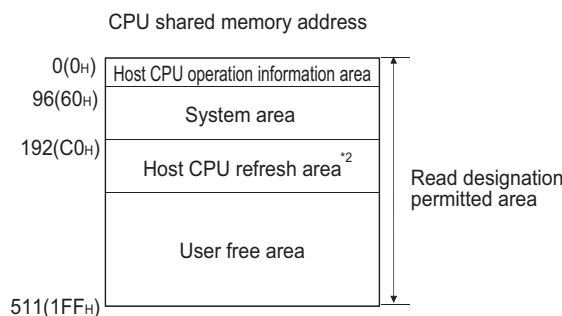 CPU shared memory address
0(0H)
Host CPU operation information area
96(60H)
System area
192(C0H)
Host CPU refresh area*2
Read designation
permitted area
User free area
511(1FFH)